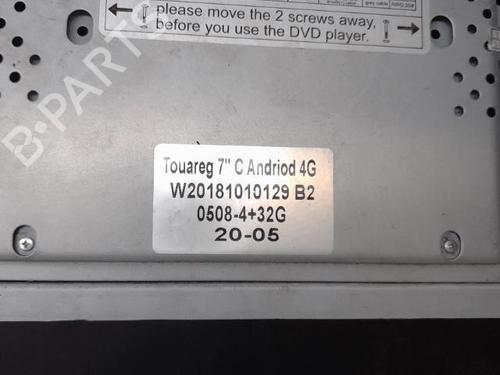 please move the 2 screws away,
before you use the DVD player.
Touareg 7" C Andriod 4G
W20181010129 B2
0508-4+32G
20-05
B-PARTS